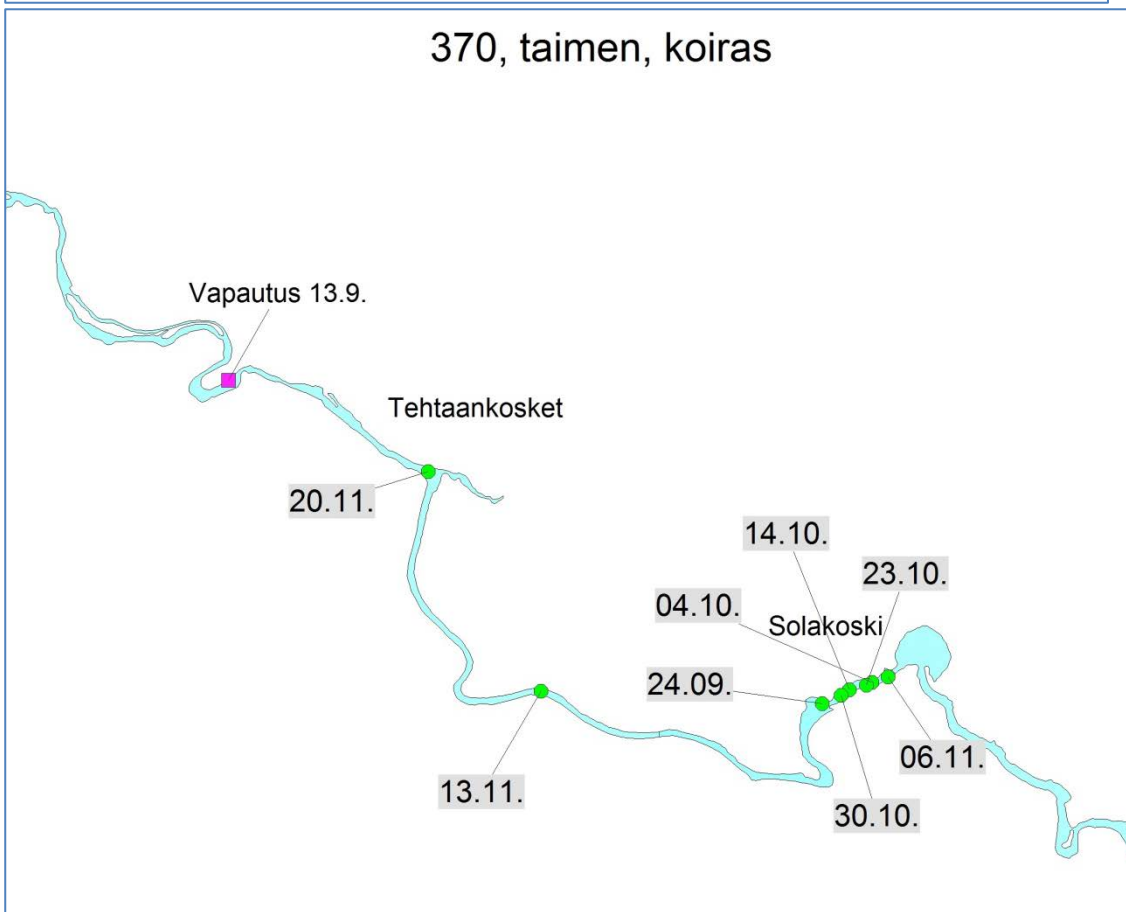 370, taimen, koiras
Vapautus 13.9.
Tehtaankosket
20.11.
14.10.
23.10.
04.10.
Solakoski
24.09.
06.11.
13.11.
30.10.